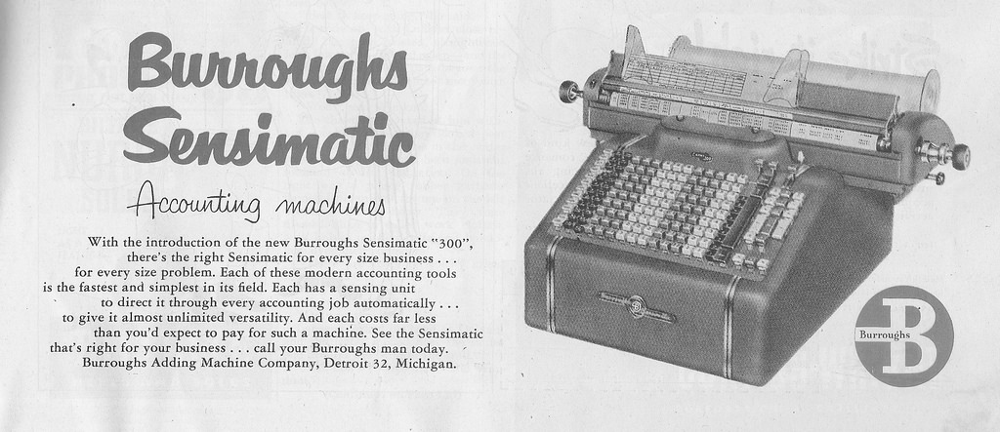 Burroughs
Sensimatic
Accounting machines
With the introduction of the new Burroughs Sensimatic "300",
there's the right Sensimatic for every size business . . .
for every size problem. Each of these modern accounting tools
is the fastest and simplest in its field. Each has a sensing unit
to direct it through every accounting job automatically . . .
to give it almost unlimited versatility. And each costs far less
than you'd expect to pay for such a machine. See the Sensimatic
that's right for your business . . . call your Burroughs man today.
Burroughs Adding Machine Company, Detroit 32, Michigan.
B
Burroughs